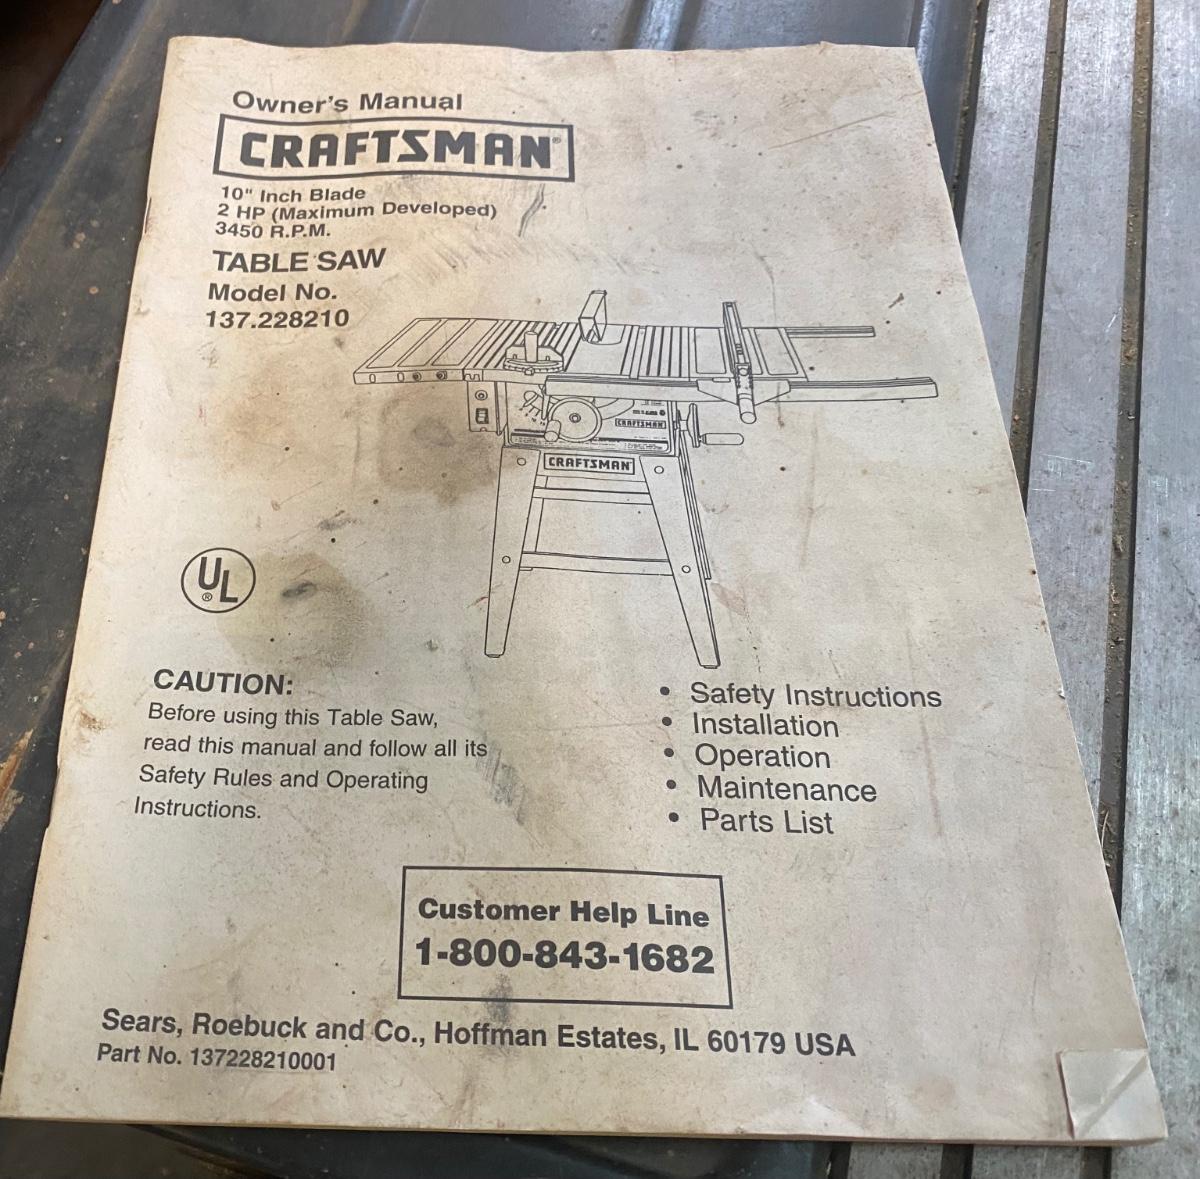 Owner's Manual
CRAFTSMAN®
10" Inch Blade
2 HP (Maximum Developed)
3450 R.P.M.
TABLE SAW
Model No.
137.228210
CRAFTSMAN
CRAFTSMAN
UL®
CAUTION:
Before using this Table Saw,
read this manual and follow all its
Safety Rules and Operating
Instructions.
• Safety Instructions
• Installation
• Operation
• Maintenance
• Parts List
Customer Help Line
1-800-843-1682
Sears, Roebuck and Co., Hoffman Estates, IL 60179 USA
Part No. 137228210001